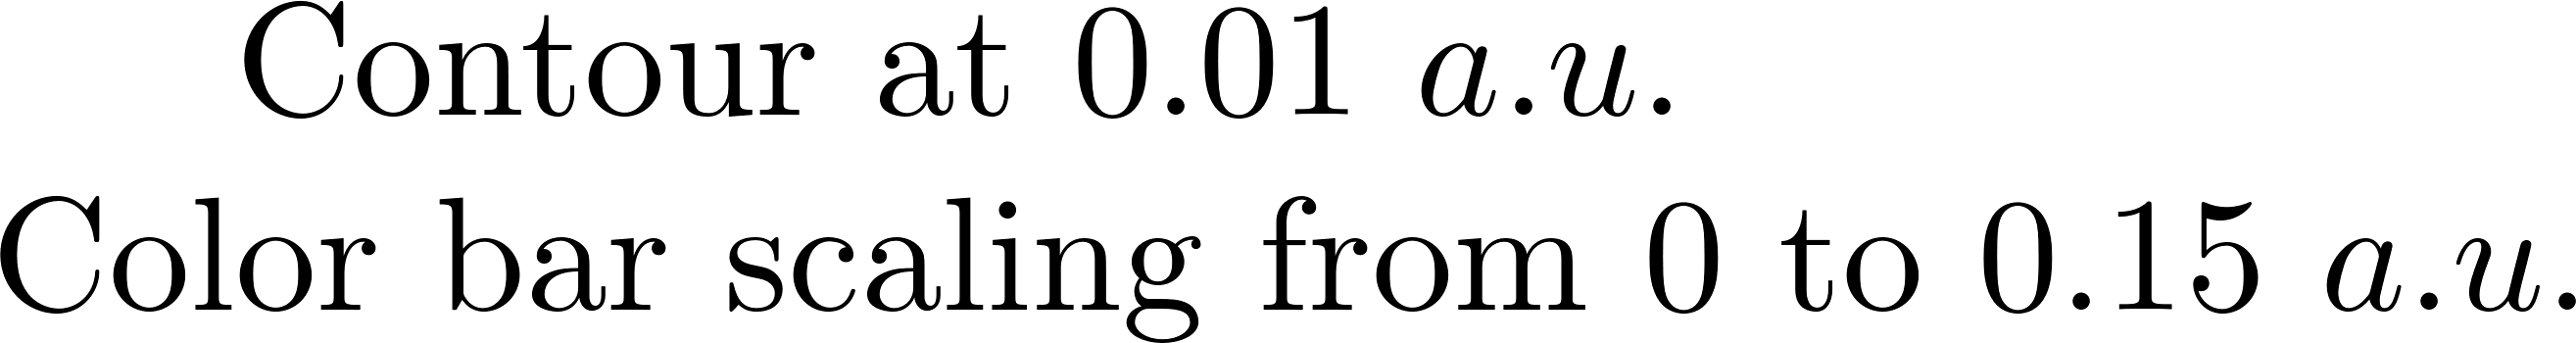 Contour at 0.01 a.u.
Color bar scaling from 0 to 0.15 a.u.